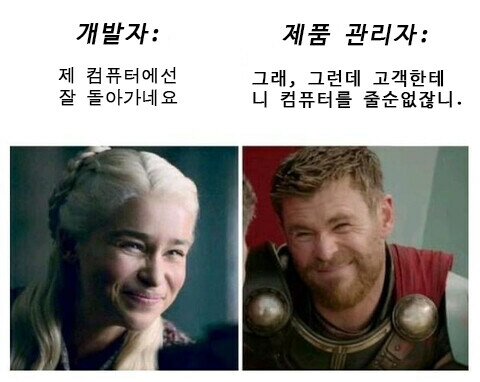 개발자:
제 컴퓨터에선
잘 돌아가네요
제품 관리자:
그래, 그런데 고객한테
니 컴퓨터를 줄순없잖니.